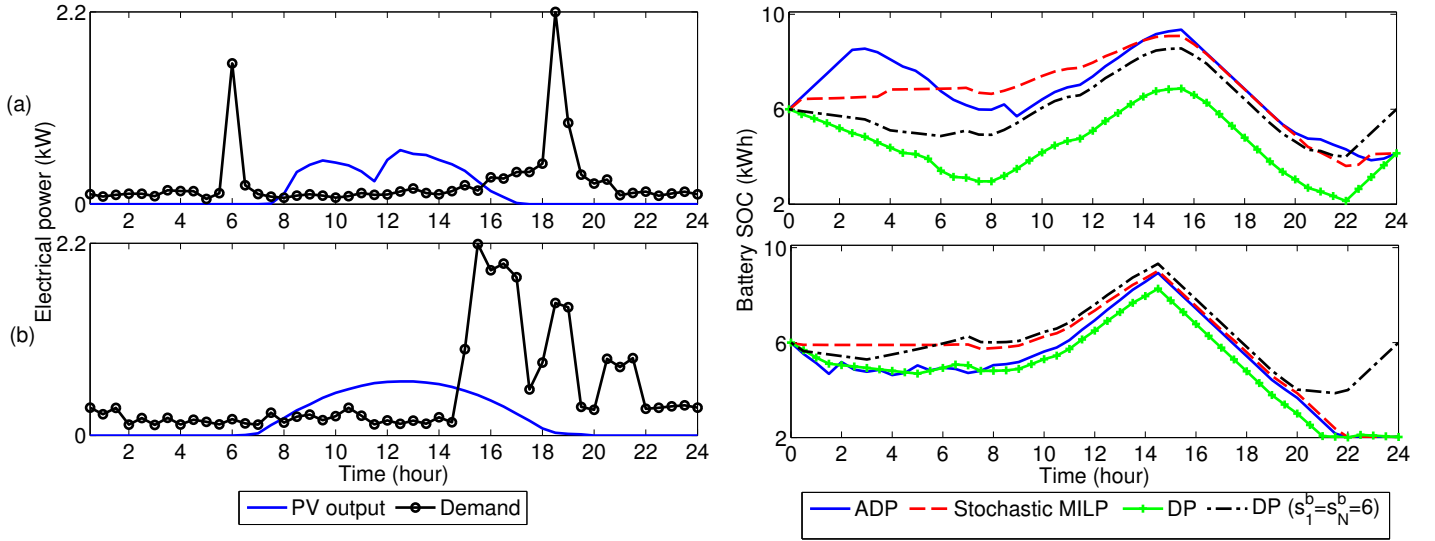 2.2
(a)
0
2 4 6 8 10 12 14 16 18 20 22 24
2.2
(b)
0
2 4 6 8 10 12 14 16 18 20 22 24
Electrical power (kW)
Time (hour)
PV output Demand
10
6
2
0 2 4 6 8 10 12 14 16 18 20 22 24
10
6
2
0 2 4 6 8 10 12 14 16 18 20 22 24
Battery SOC (kWh)
Time (hour)
ADP Stochastic MILP DP DP (s₁ᵇ=s_Nᵇ=6)